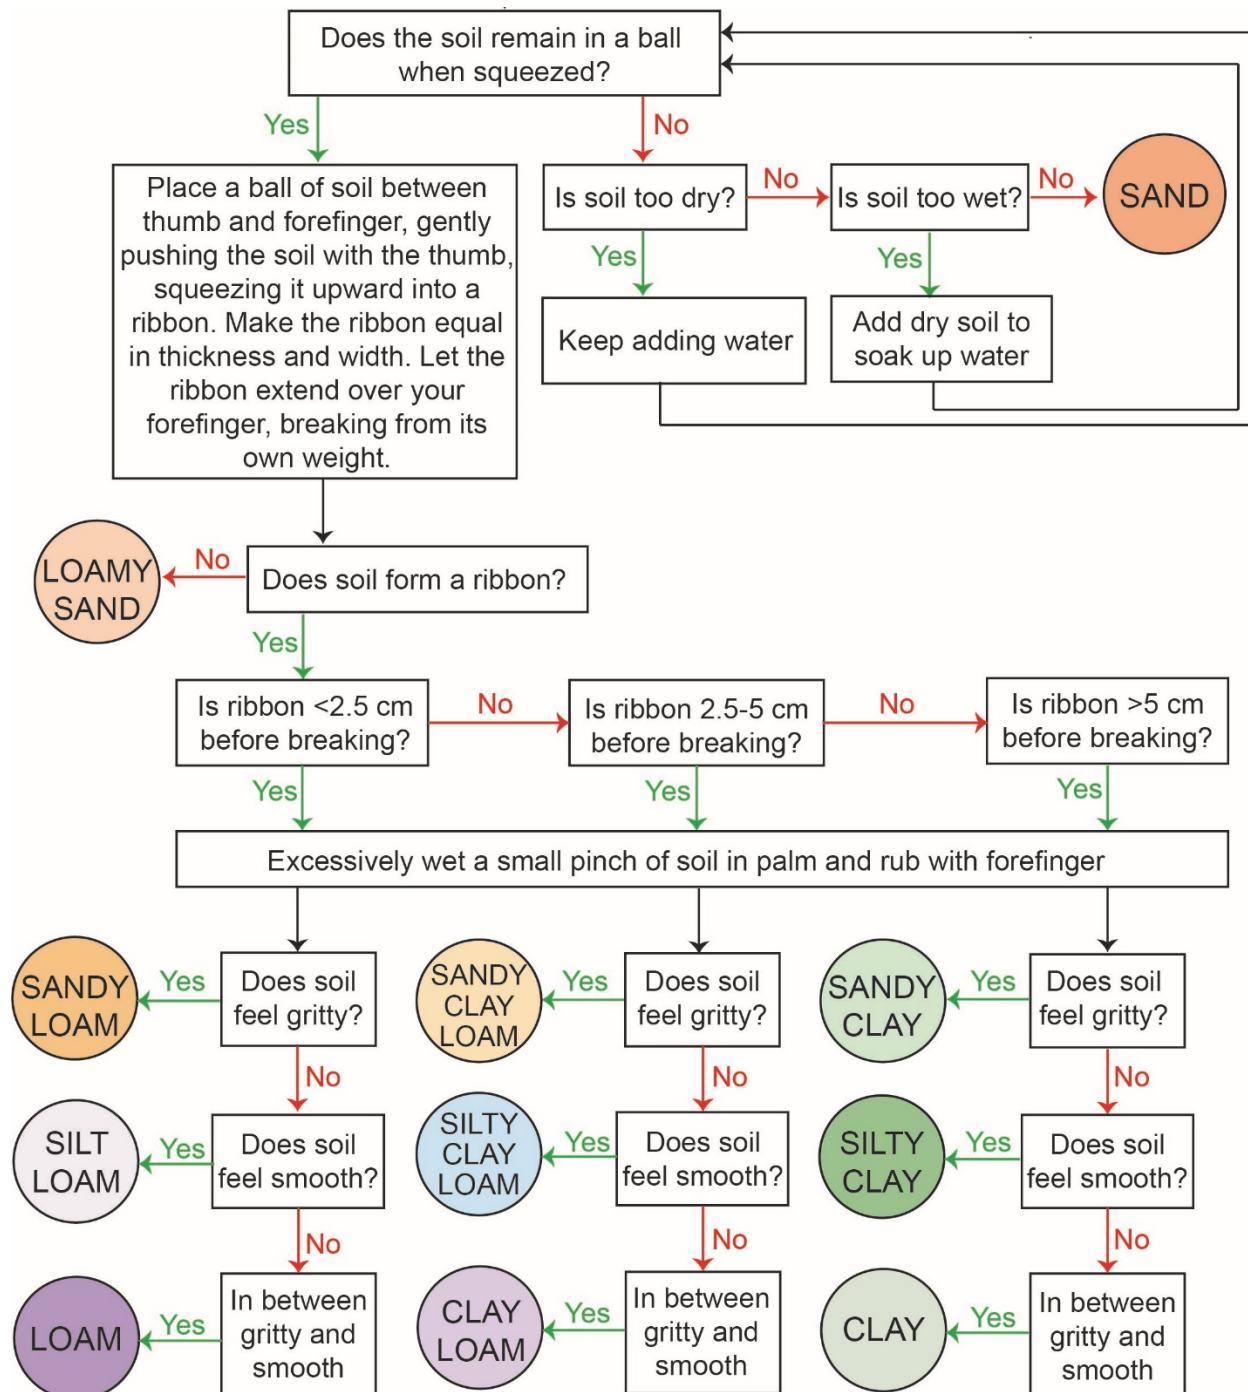 Does the soil remain in a ball
when squeezed?
Yes
No
Place a ball of soil between
thumb and forefinger, gently
pushing the soil with the thumb,
squeezing it upward into a
ribbon. Make the ribbon equal
in thickness and width. Let the
ribbon extend over your
forefinger, breaking from its
own weight.
Is soil too dry?
No
Is soil too wet?
No
SAND
Yes
Yes
Keep adding water
Add dry soil to
soak up water
LOAMY
SAND
No
Does soil form a ribbon?
Yes
Is ribbon <2.5 cm
before breaking?
No
Is ribbon 2.5-5 cm
before breaking?
No
Is ribbon >5 cm
before breaking?
Yes
Yes
Yes
Excessively wet a small pinch of soil in palm and rub with forefinger
SANDY
LOAM
Yes
Does soil
feel gritty?
SANDY
CLAY
LOAM
Yes
Does soil
feel gritty?
SANDY
CLAY
Yes
Does soil
feel gritty?
No
No
No
SILT
LOAM
Yes
Does soil
feel smooth?
SILTY
CLAY
LOAM
Yes
Does soil
feel smooth?
SILTY
CLAY
Yes
Does soil
feel smooth?
No
No
No
LOAM
Yes
In between
gritty and
smooth
CLAY
LOAM
Yes
In between
gritty and
smooth
CLAY
Yes
In between
gritty and
smooth